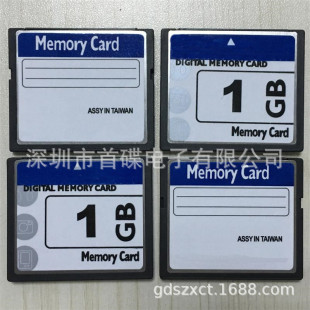 Memory Card
ASSY IN TAIWAN
DIGITAL MEMORY CARD
1 GB
Memory Card
深圳市首碟电子有限公司
DIGITAL MEMORY CARD
1 GB
Memory Card
Memory Card
ASSY IN TAIWAN
gdszxct.1688.com